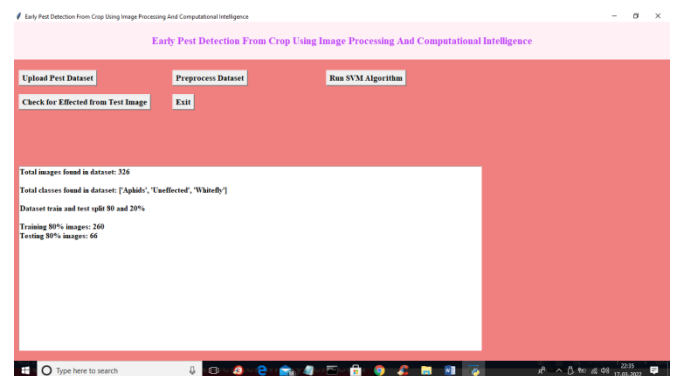 Early Pest Detection From Crop Using Image Processing And Computational Intelligence
Early Pest Detection From Crop Using Image Processing And Computational Intelligence
Upload Pest Dataset Preprocess Dataset Run SVM Algorithm
Check for Effected from Test Image Exit
Total images found in dataset: 326
Total classes found in dataset: ['Aphids', 'Uneffected', 'Whitefly']
Dataset train and test split 80 and 20%
Training 80% images: 260
Testing 80% images: 66
Type here to search
22:35
17-03-2022